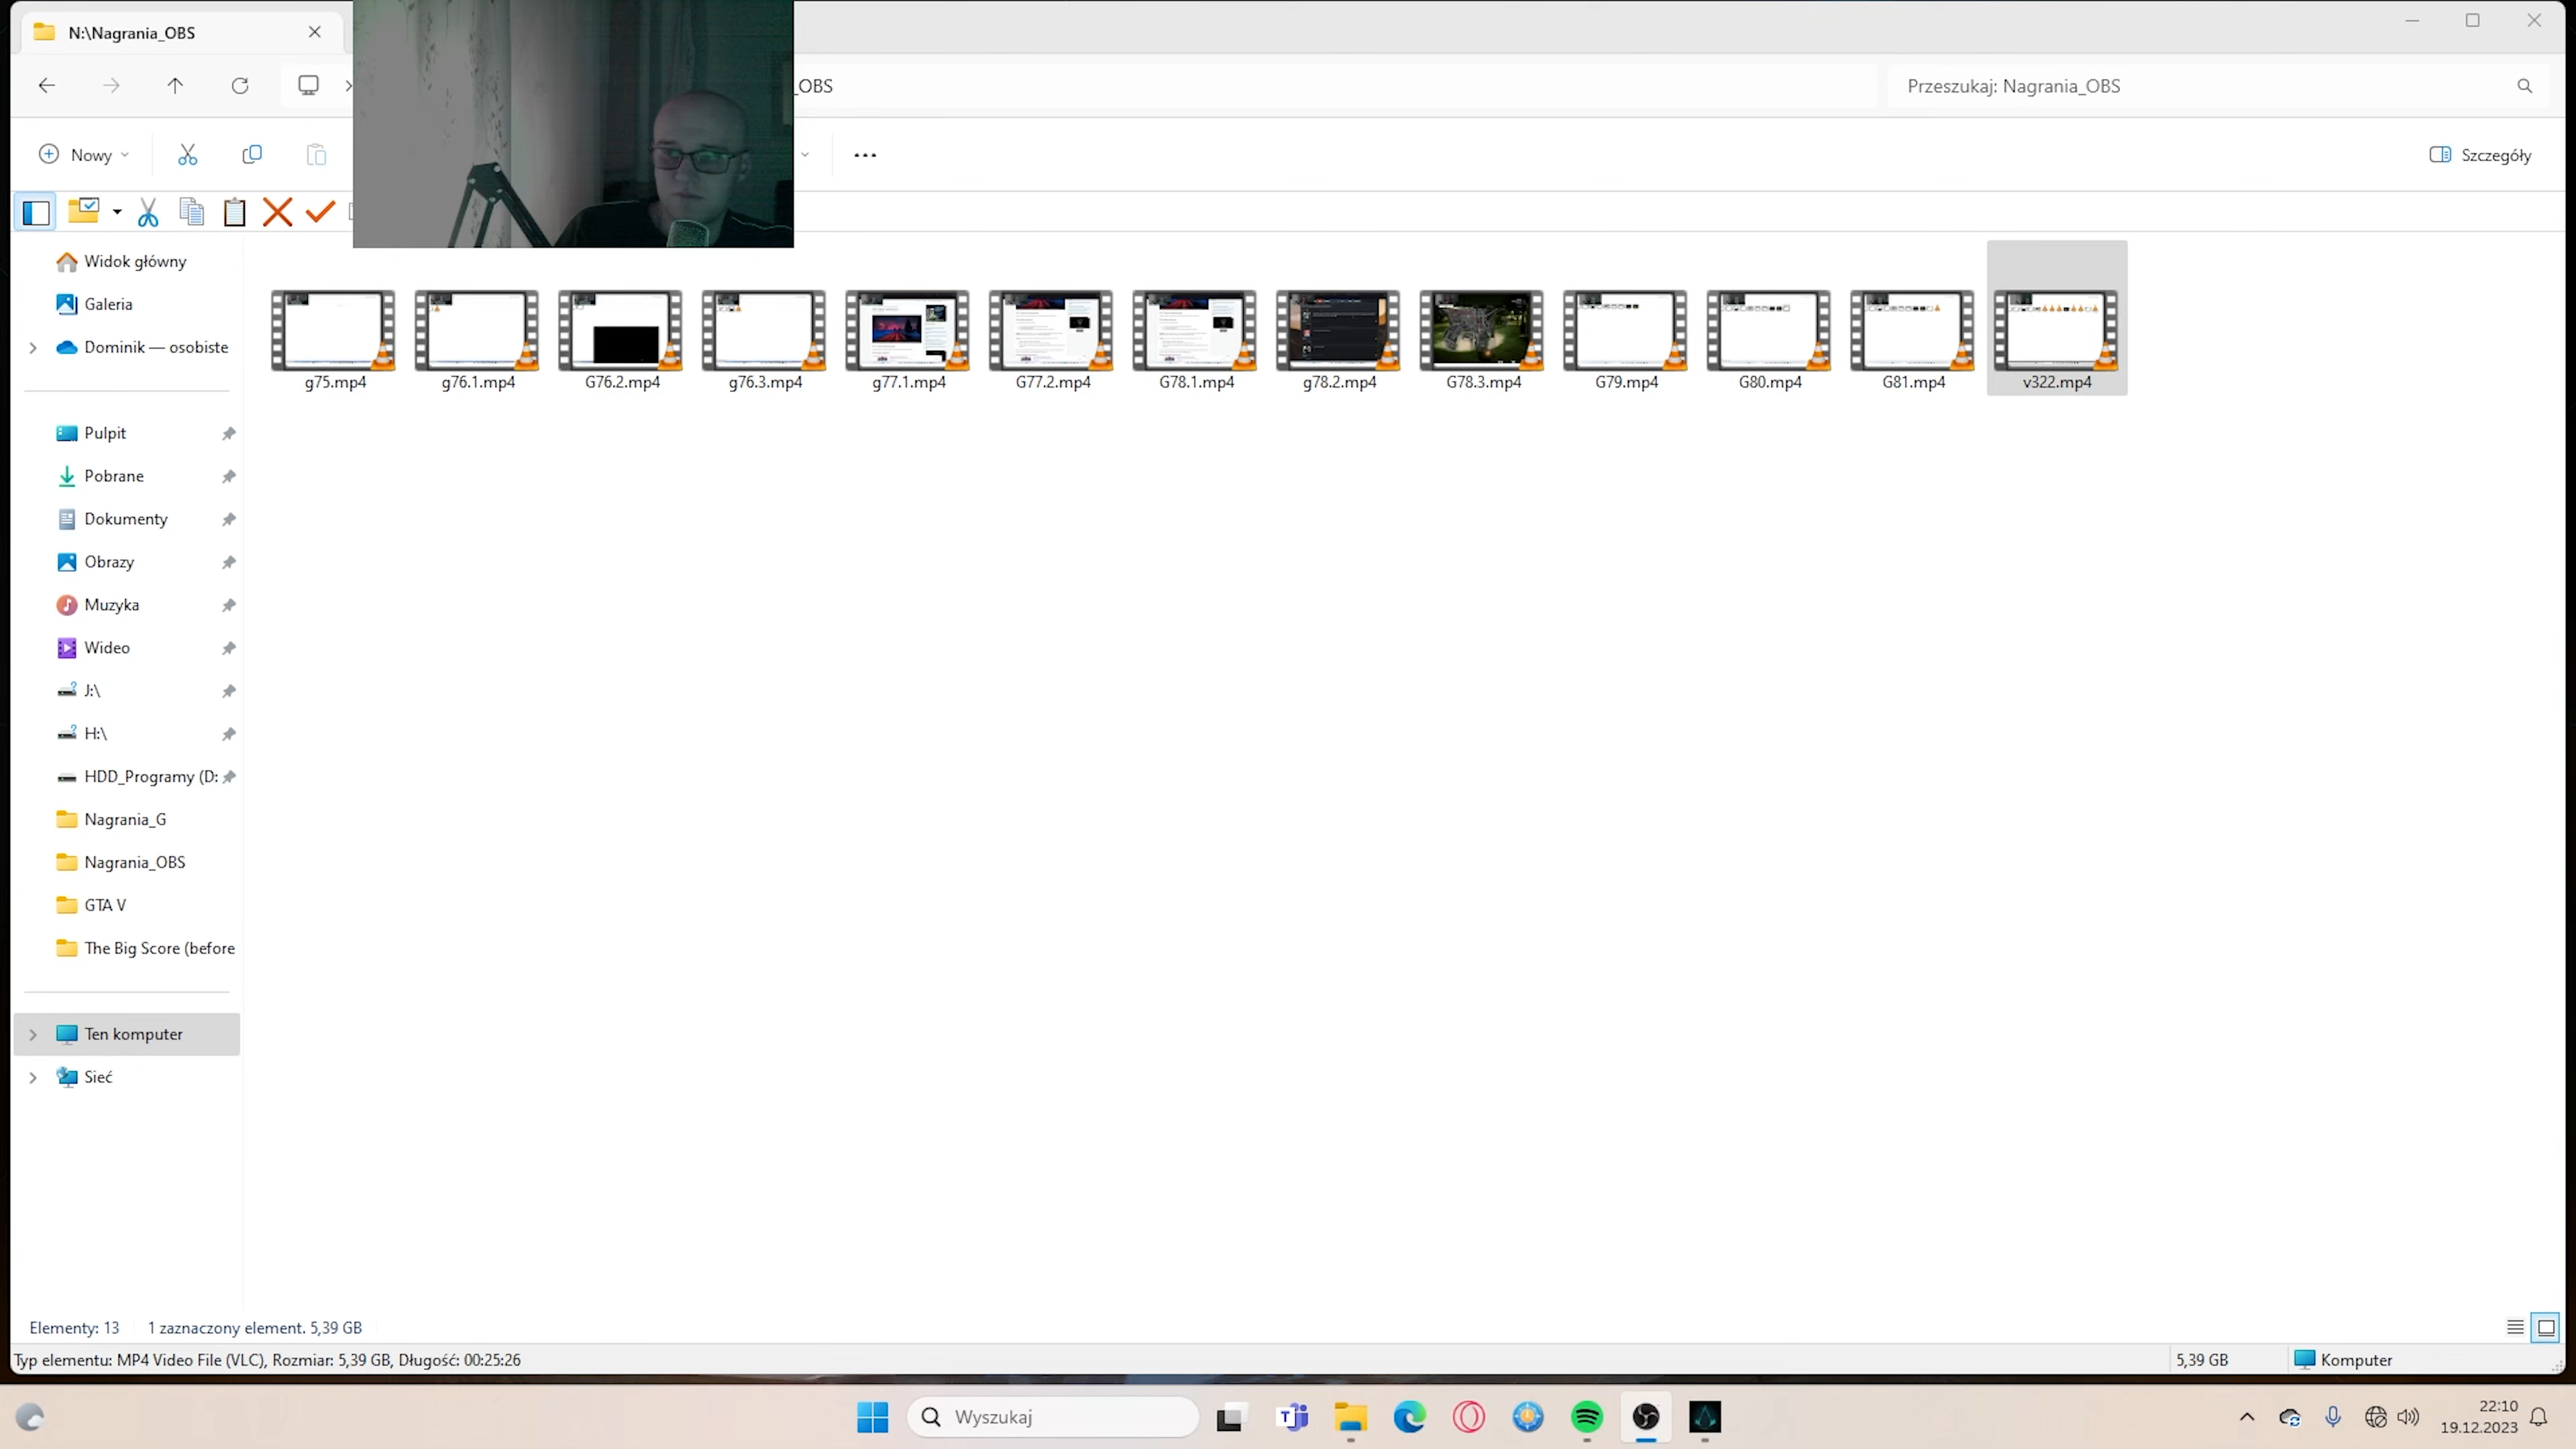 N:\Nagrania_OBS
_OBS
Przeszukaj: Nagrania_OBS
Nowy
Szczegóły
Widok główny
Galeria
Dominik — osobiste
Pulpit
Pobrane
Dokumenty
Obrazy
Muzyka
Wideo
J:\
H:\
HDD_Programy (D:
Nagrania_G
Nagrania_OBS
GTA V
The Big Score (before
Ten komputer
Sieć
g75.mp4
g76.1.mp4
G76.2.mp4
g76.3.mp4
g77.1.mp4
G77.2.mp4
G78.1.mp4
g78.2.mp4
G78.3.mp4
G79.mp4
G80.mp4
G81.mp4
v322.mp4
Elementy: 13
1 zaznaczony element. 5,39 GB
Typ elementu: MP4 Video File (VLC), Rozmiar: 5,39 GB, Długość: 00:25:26
5,39 GB
Komputer
Wyszukaj
22:10
19.12.2023